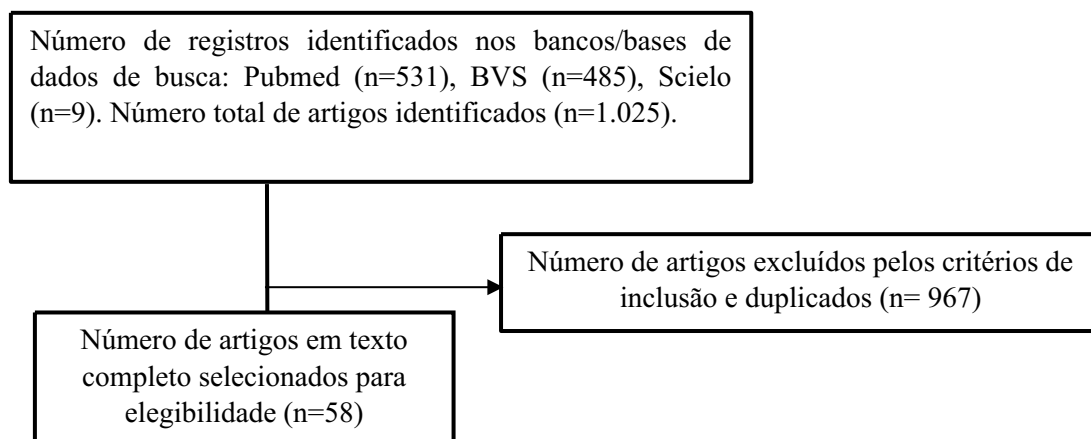 Número de registros identificados nos bancos/bases de
dados de busca: Pubmed (n=531), BVS (n=485), Scielo
(n=9). Número total de artigos identificados (n=1.025).
Número de artigos excluídos pelos critérios de
inclusão e duplicados (n= 967)
Número de artigos em texto
completo selecionados para
elegibilidade (n=58)